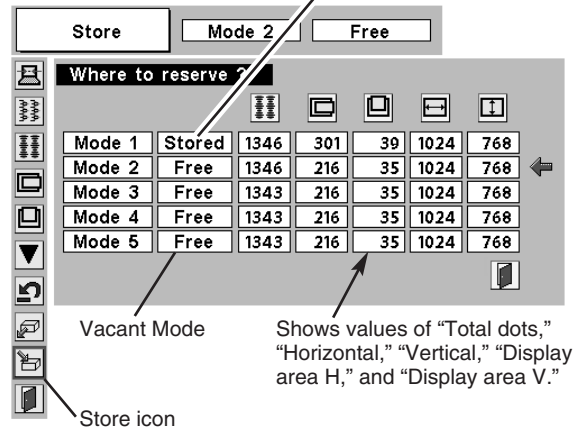 Store Mode 2 Free
Where to reserve ?
Mode 1 Stored 1346 301 39 1024 768
Mode 2 Free 1346 216 35 1024 768
Mode 3 Free 1343 216 35 1024 768
Mode 4 Free 1343 216 35 1024 768
Mode 5 Free 1343 216 35 1024 768
Vacant Mode
Shows values of “Total dots,”
“Horizontal,” “Vertical,” “Display
area H,” and “Display area V.”
Store icon